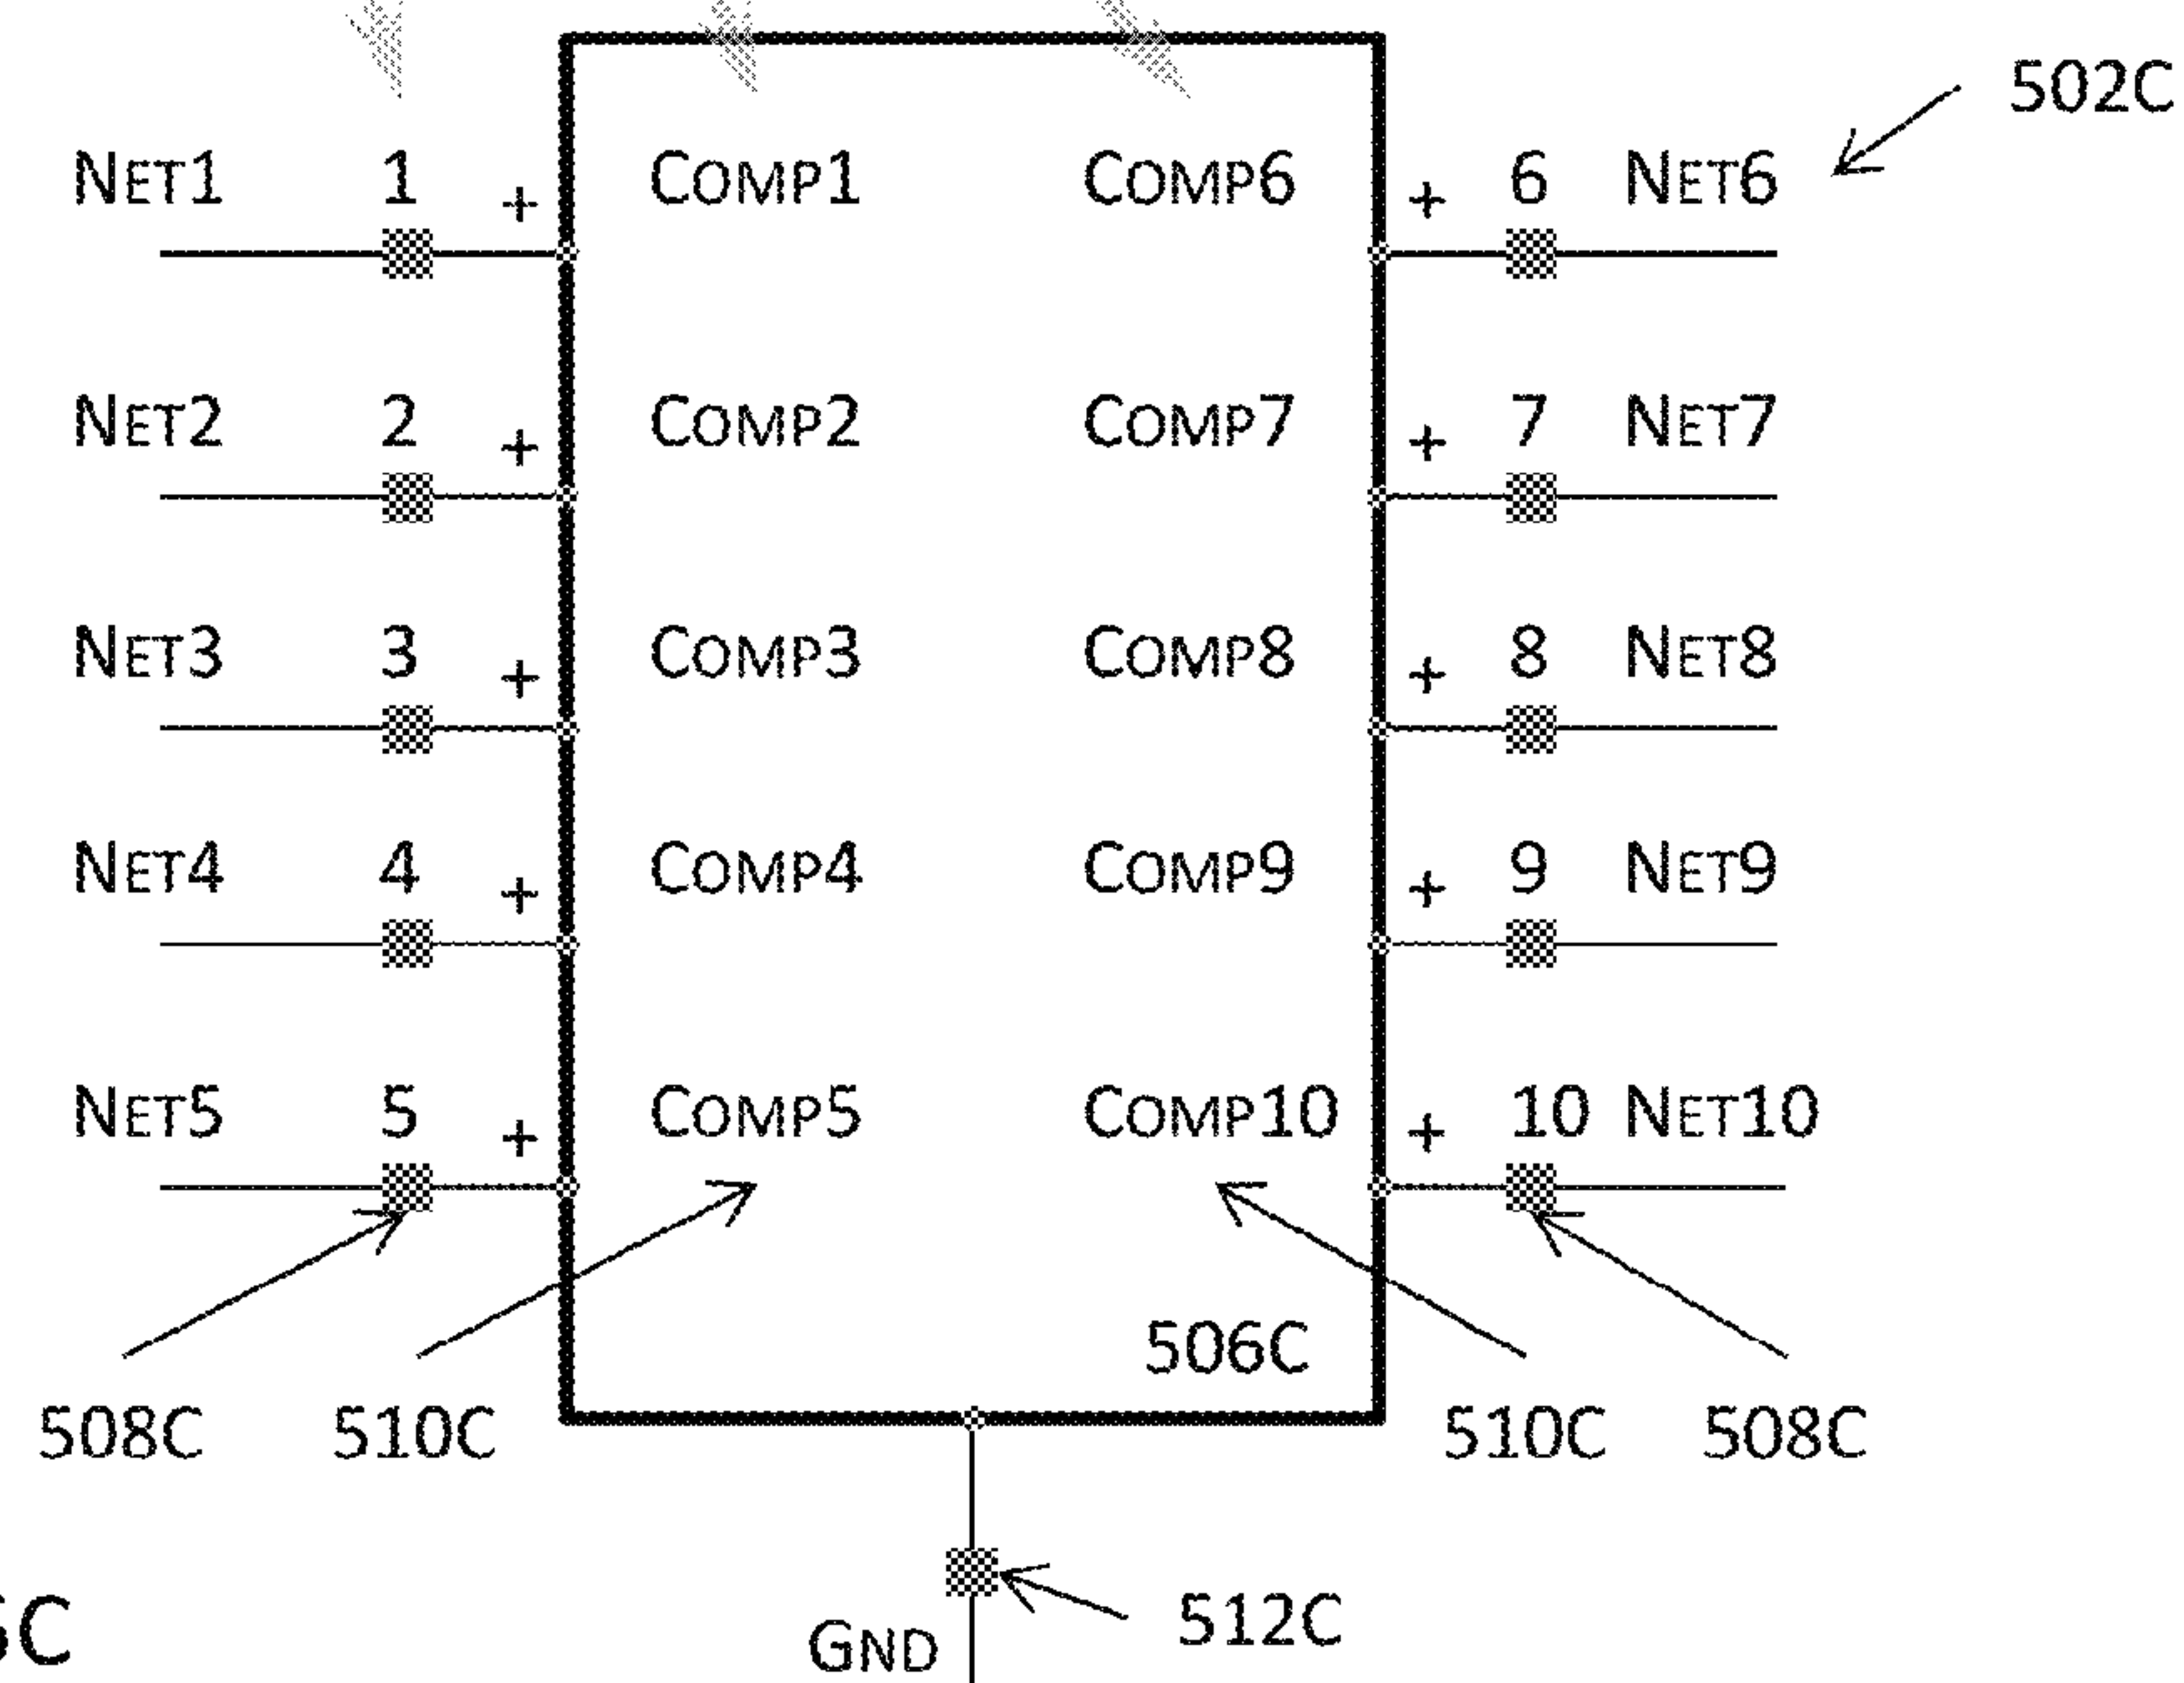 502C
NET1 1 + COMP1 COMP6 + 6 NET6
NET2 2 + COMP2 COMP7 + 7 NET7
NET3 3 + COMP3 COMP8 + 8 NET8
NET4 4 + COMP4 COMP9 + 9 NET9
NET5 5 + COMP5 COMP10 + 10 NET10
506C
508C 510C 510C 508C
512C
GND